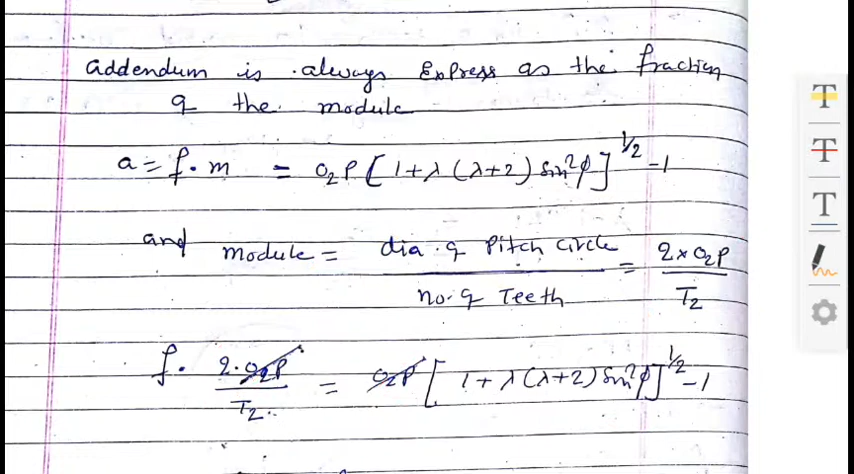 addendum is always Express as the fraction
of the module
a = f. m = O₂P [ 1+λ (λ+2) sin²φ ]^1/2 -1
and module = dia. of Pitch circle / no. of Teeth = 2×O₂P / T₂
f. 2.O₂P / T₂. = O₂P [ 1+λ(λ+2) sin²φ ]^1/2 -1